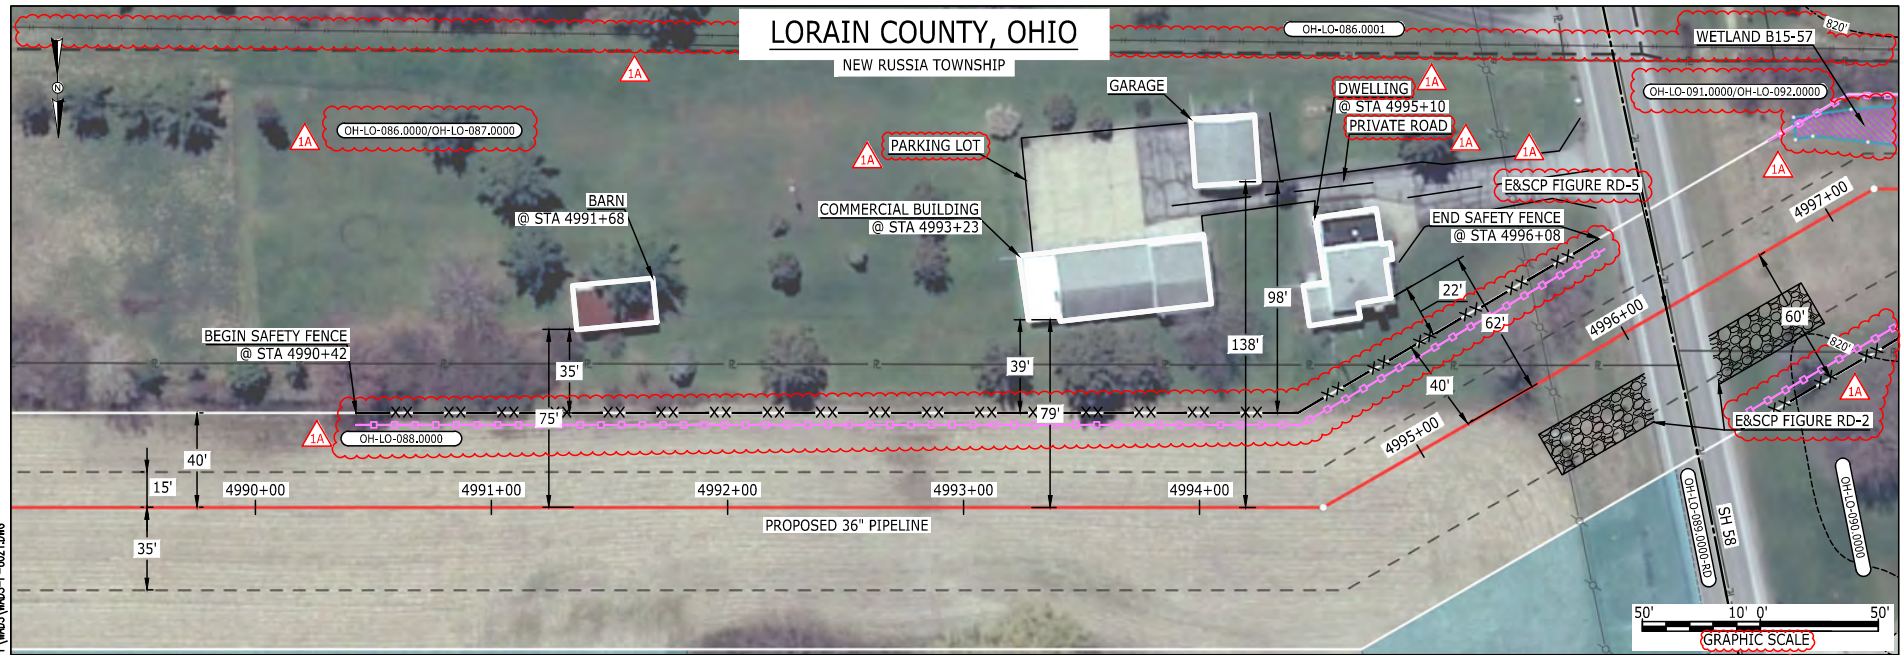 LORAIN COUNTY, OHIO
NEW RUSSIA TOWNSHIP
OH-LO-086.0001
820'
WETLAND B15-57
1A
1A
N
GARAGE
DWELLING
@ STA 4995+10
OH-LO-091.0000/OH-LO-092.0000
OH-LO-086.0000/OH-LO-087.0000
1A
PRIVATE ROAD
1A
1A
PARKING LOT
1A
1A
E&SCP FIGURE RD-5
BARN
@ STA 4991+68
COMMERCIAL BUILDING
@ STA 4993+23
END SAFETY FENCE
@ STA 4996+08
4997+00
98'
22'
62'
60'
4996+00
BEGIN SAFETY FENCE
@ STA 4990+42
138'
820'
35'
39'
40'
1A
75'
79'
E&SCP FIGURE RD-2
1A
OH-LO-088.0000
4995+00
40'
15'
4990+00
4991+00
4992+00
4993+00
4994+00
PROPOSED 36" PIPELINE
35'
OH-LO-089.0000-RD
SH 58
OH-LO-090.0000
50'
10'
0'
50'
GRAPHIC SCALE